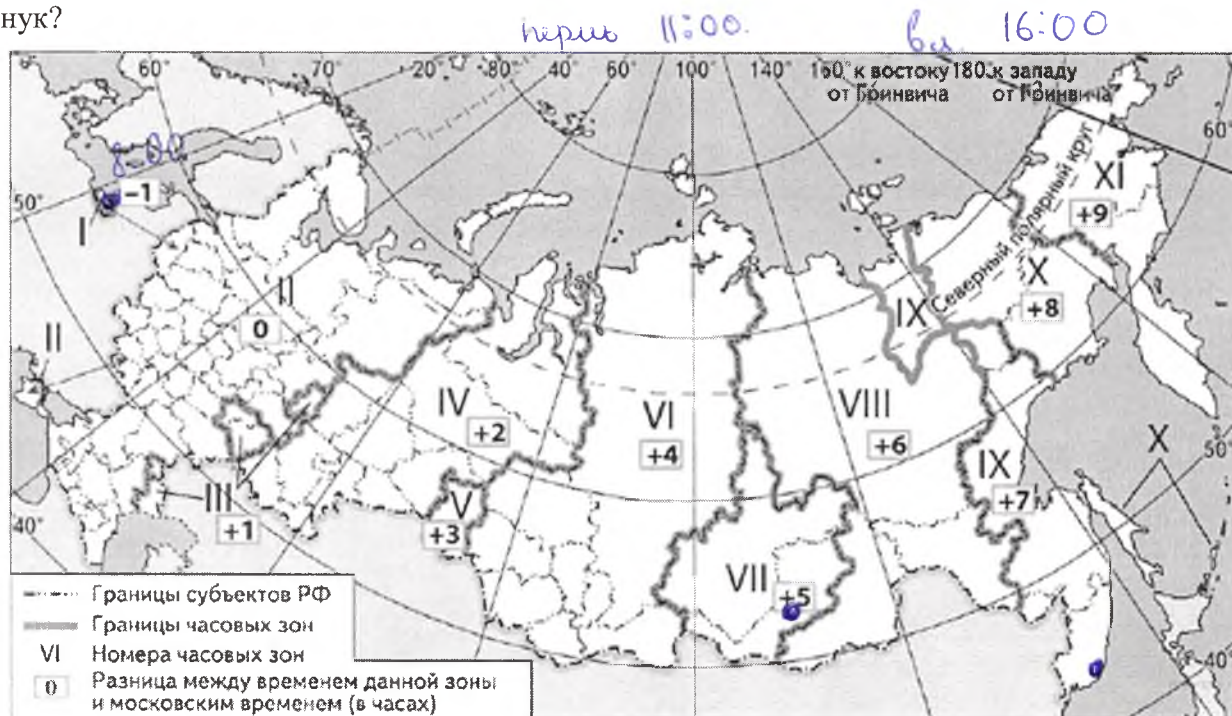 нук?
пермь 11:00.
вл. 16:00
60° 70° 20° 80° 60° 80° 100° 140° 160° к востоку 180° к западу
от Гринвича от Гринвича
60°
8-00
-1
I
50°
II
0
II
III
+1
40°
IV
+2
V
+3
VI
+4
VII
+5
VIII
+6
IX
IX
+7
Северный полярный круг
X
+8
XI
+9
X
50°
40°
Границы субъектов РФ
Границы часовых зон
VI Номера часовых зон
0 Разница между временем данной зоны
и московским временем (в часах)